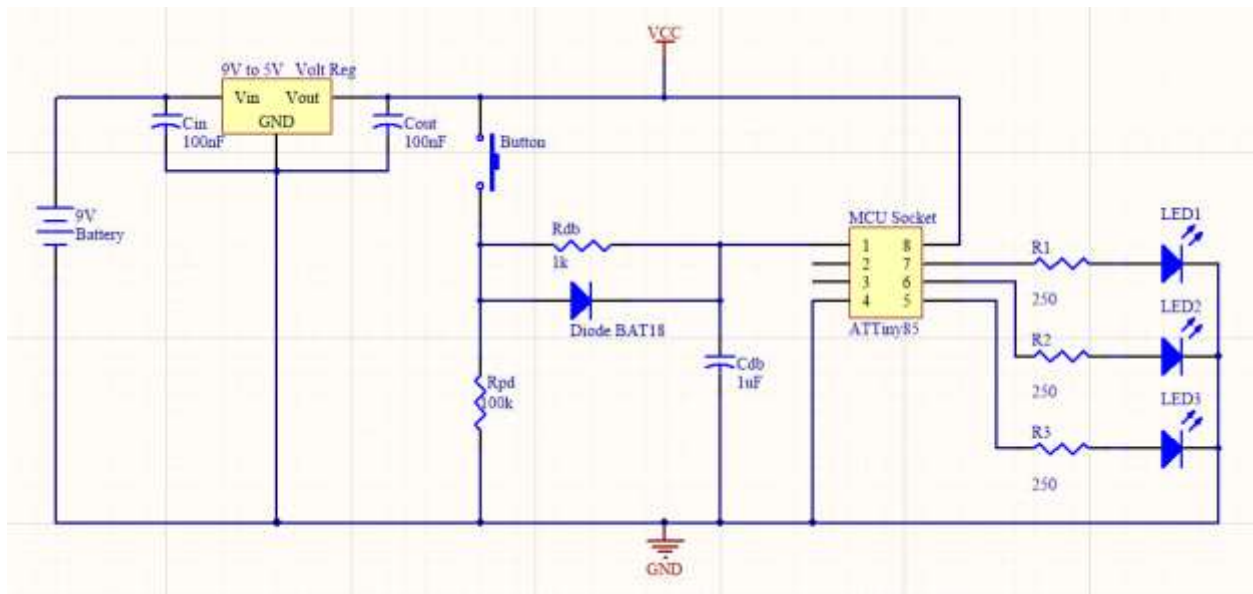 VCC
9V to 5V Volt Reg
Vin Vout
GND
Cin
100nF
Cout
100nF
Button
9V
Battery
Rdb
1k
Diode BAT18
Rpd
100k
Cdb
1uF
MCU Socket
1 8
2 7
3 6
4 5
ATTiny85
R1
250
R2
250
R3
250
LED1
LED2
LED3
GND